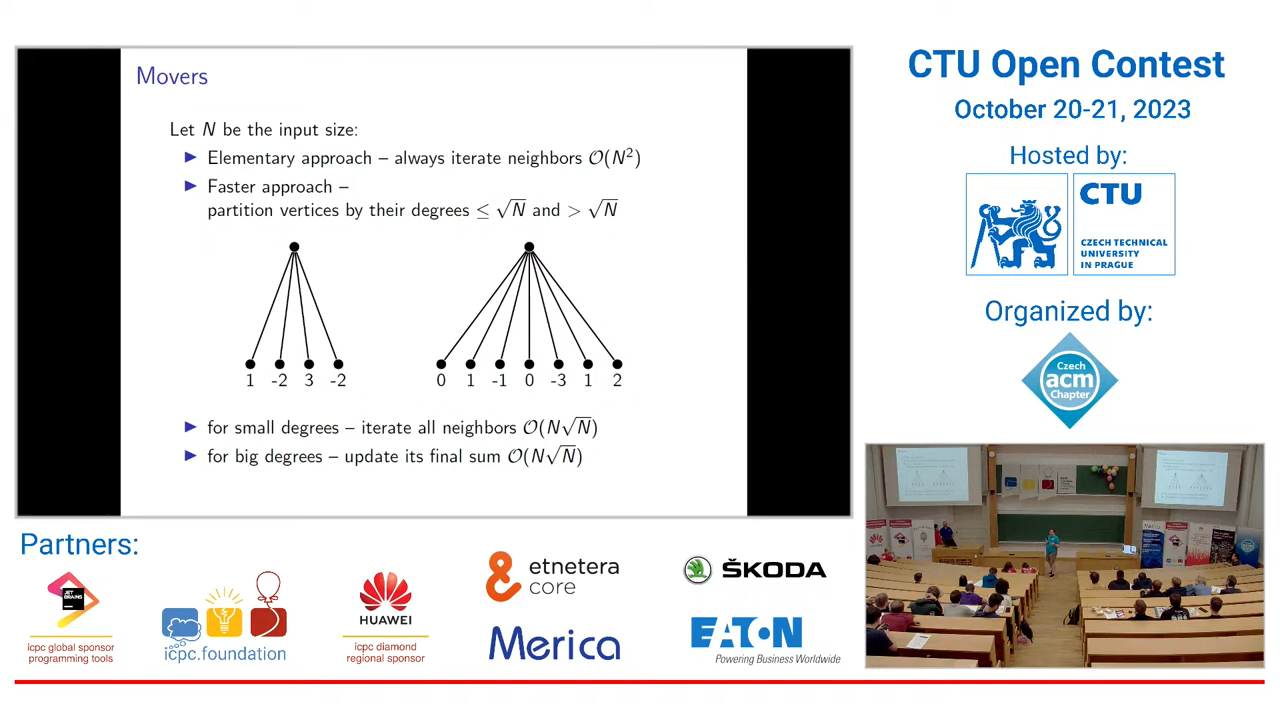 Movers
Let N be the input size:
▶ Elementary approach – always iterate neighbors O(N²)
▶ Faster approach –
partition vertices by their degrees ≤ √N and > √N
1 -2 3 -2
0 1 -1 0 -3 1 2
▶ for small degrees – iterate all neighbors O(N√N)
▶ for big degrees – update its final sum O(N√N)
CTU Open Contest
October 20-21, 2023
Hosted by:
CTU
CZECH TECHNICAL
UNIVERSITY
IN PRAGUE
Organized by:
Czech
acm
Chapter
Partners:
JET
BRAINS
icpc global sponsor
programming tools
icpc.foundation
HUAWEI
icpc diamond
regional sponsor
etnetera
core
Merica
ŠKODA
EATON
Powering Business Worldwide